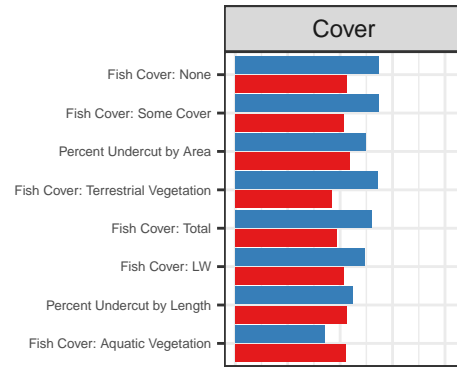 Cover
Fish Cover: None
Fish Cover: Some Cover
Percent Undercut by Area
Fish Cover: Terrestrial Vegetation
Fish Cover: Total
Fish Cover: LW
Percent Undercut by Length
Fish Cover: Aquatic Vegetation